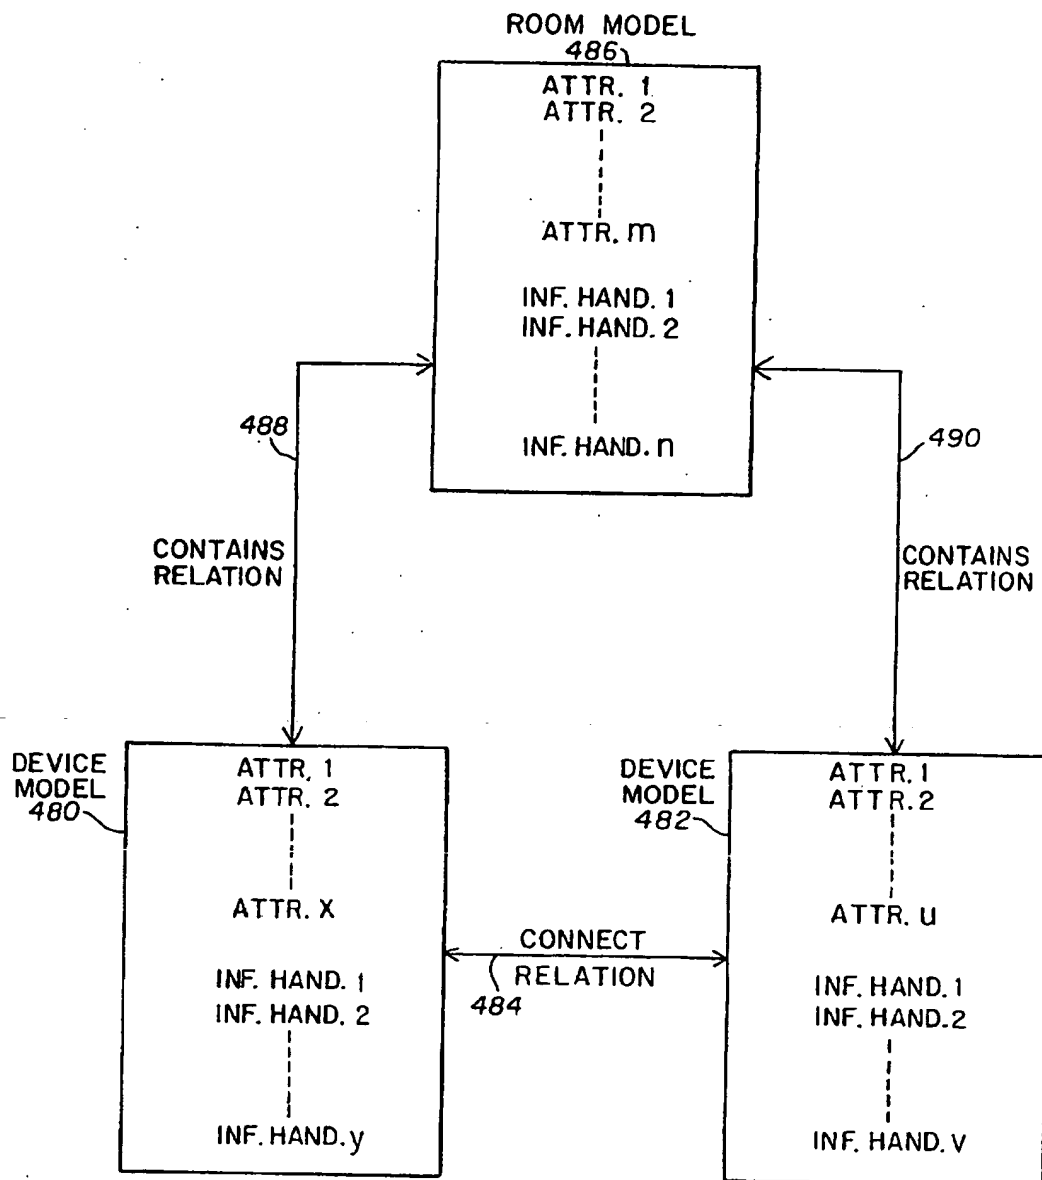 ROOM MODEL
486
ATTR. 1
ATTR. 2
ATTR. m
INF. HAND. 1
INF. HAND. 2
INF. HAND. n
488
CONTAINS
RELATION
490
CONTAINS
RELATION
DEVICE
MODEL
480
ATTR. 1
ATTR. 2
ATTR. X
INF. HAND. 1
INF. HAND. 2
INF. HAND. y
CONNECT
RELATION
484
DEVICE
MODEL
482
ATTR. 1
ATTR. 2
ATTR. u
INF. HAND. 1
INF. HAND. 2
INF. HAND. V